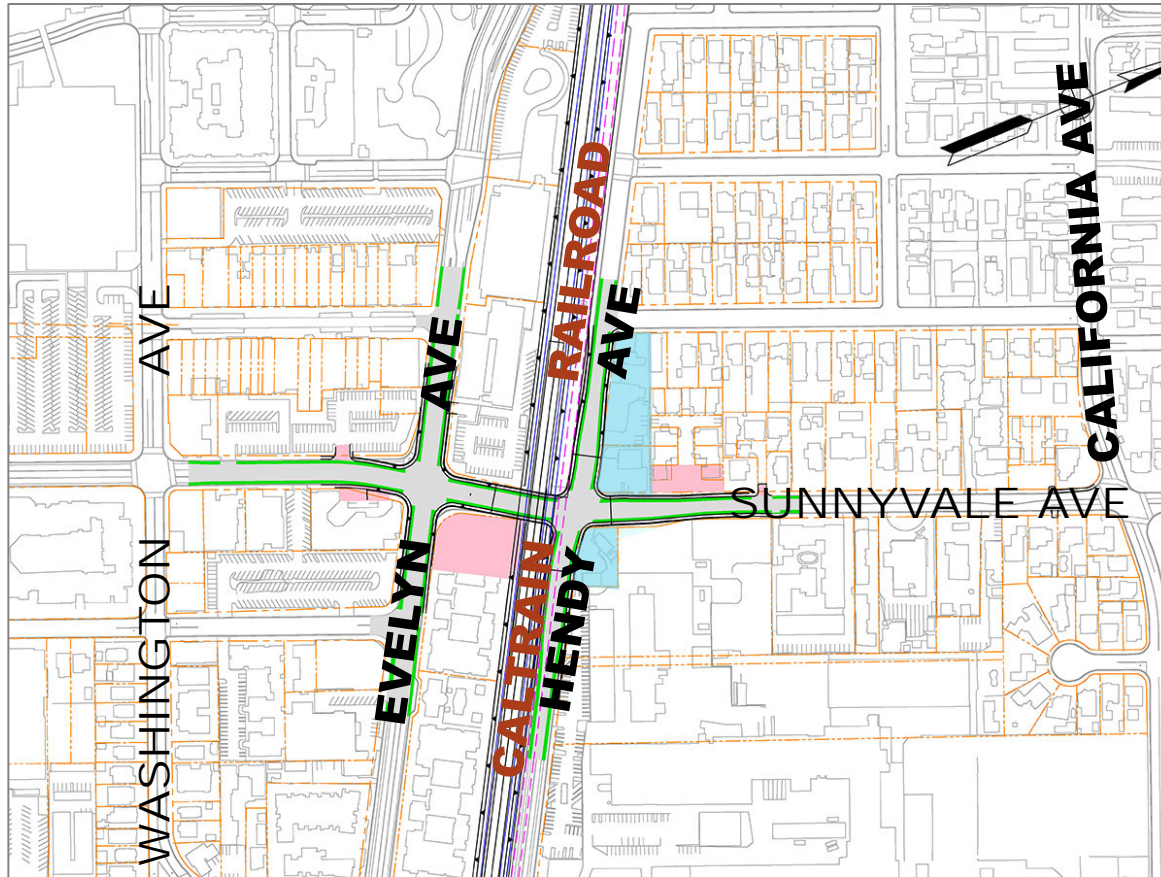 CALIFORNIA AVE
CALTRAIN RAILROAD
WASHINGTON AVE
EVELYN AVE
HENDY AVE
SUNNYVALE AVE